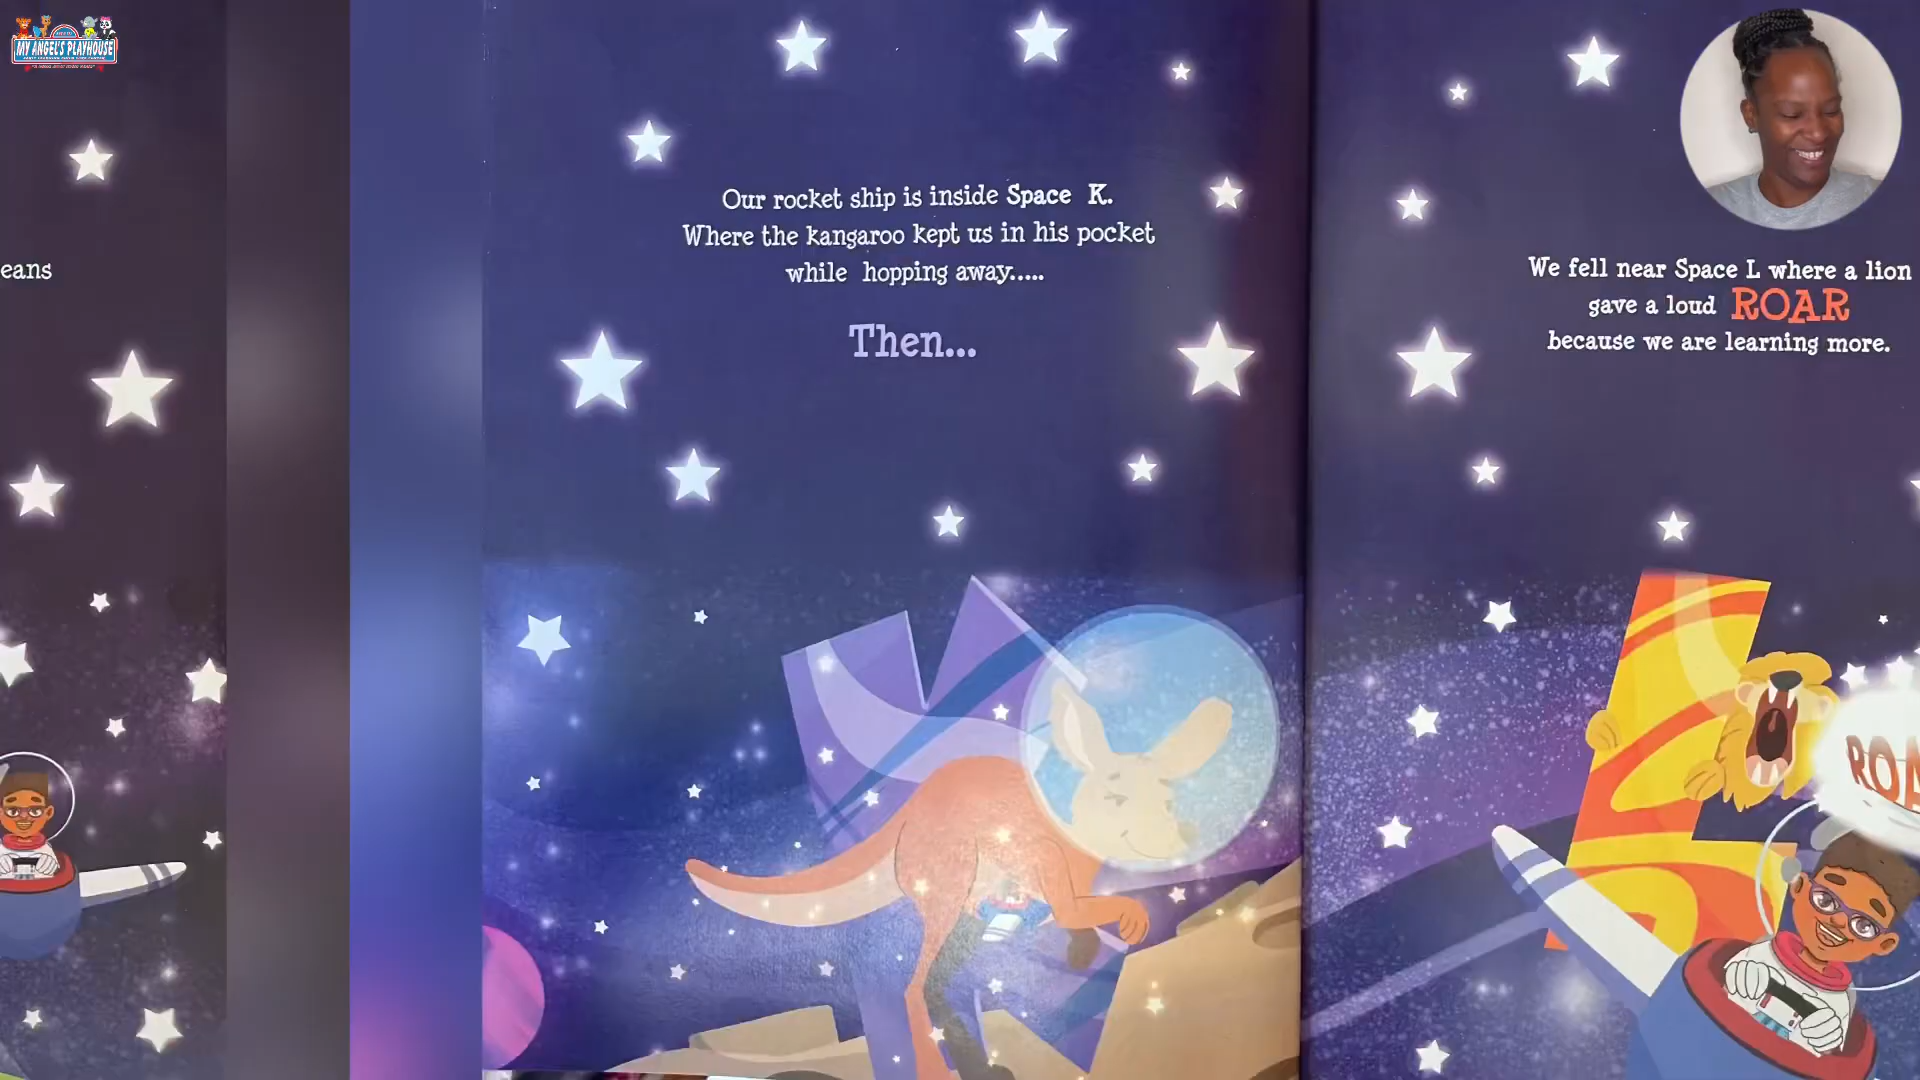 MY ANGEL'S PLAYHOUSE
eans
Our rocket ship is inside Space K.
Where the kangaroo kept us in his pocket
while hopping away.....
Then...
We fell near Space L where a lion
gave a loud ROAR
because we are learning more.